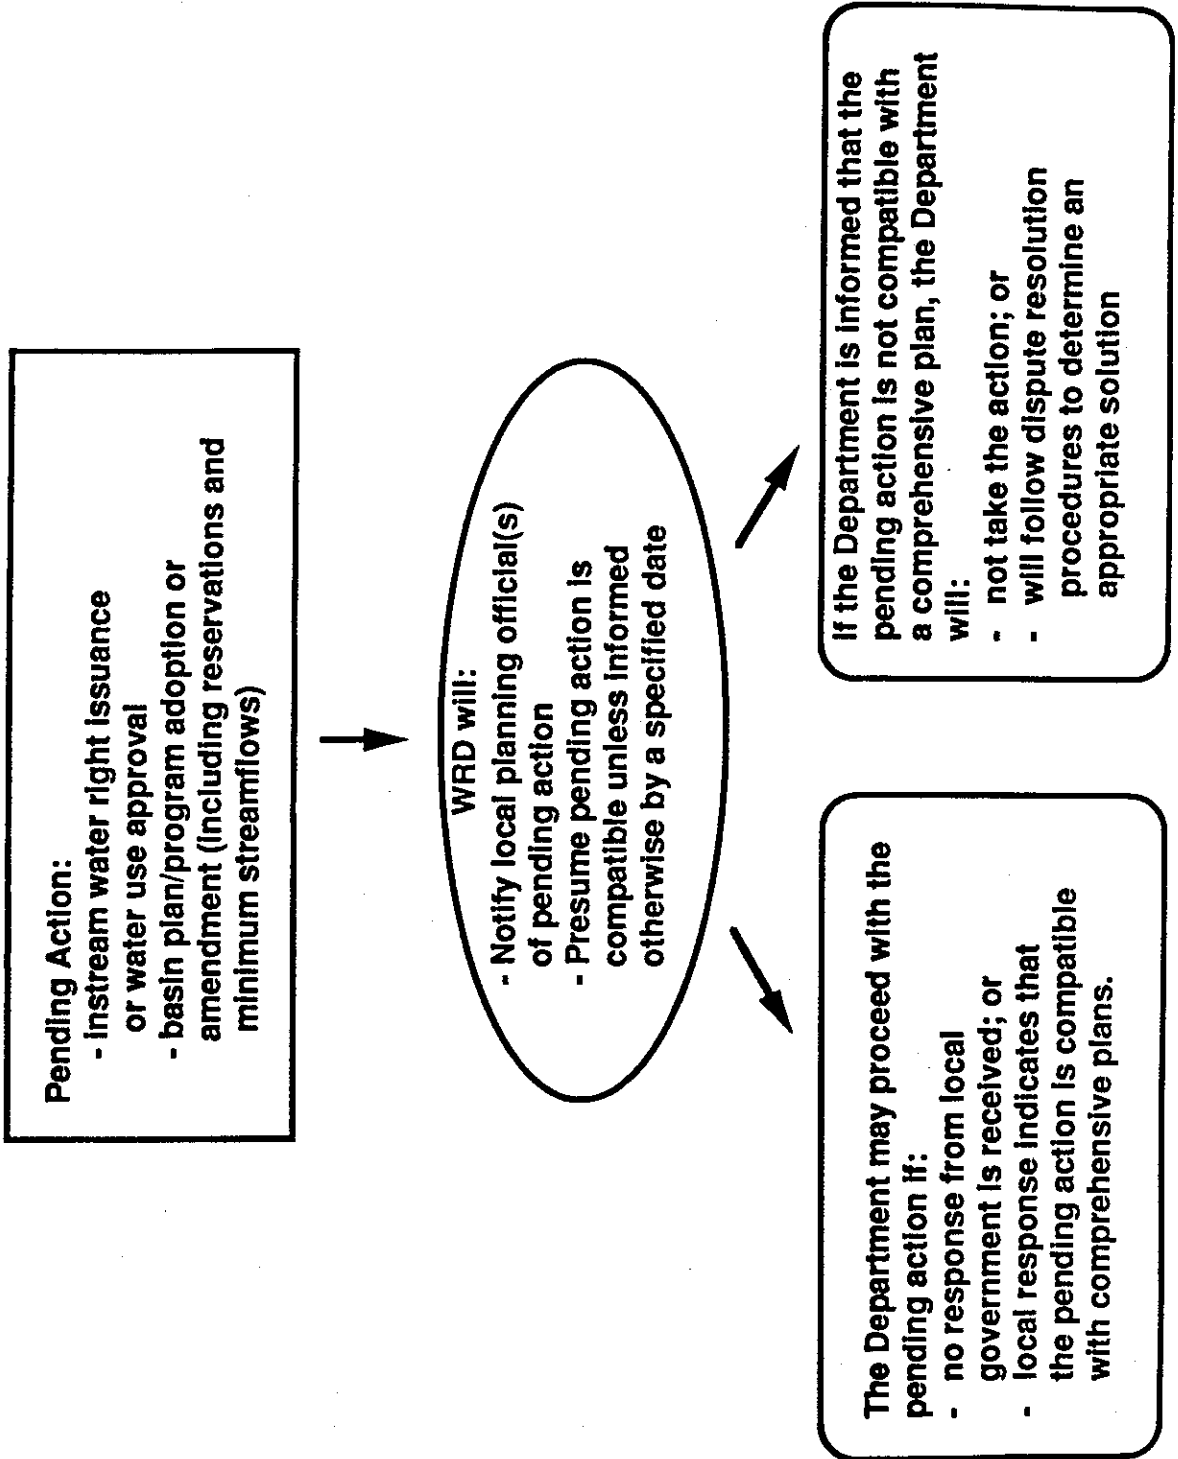 Pending Action:
- instream water right issuance
or water use approval
- basin plan/program adoption or
amendment (including reservations and
minimum streamflows)
WRD will:
- Notify local planning official(s)
of pending action
- Presume pending action is
compatible unless informed
otherwise by a specified date
The Department may proceed with the
pending action if:
- no response from local
government is received; or
- local response indicates that
the pending action is compatible
with comprehensive plans.
If the Department is informed that the
pending action is not compatible with
a comprehensive plan, the Department
will:
- not take the action; or
- will follow dispute resolution
procedures to determine an
appropriate solution